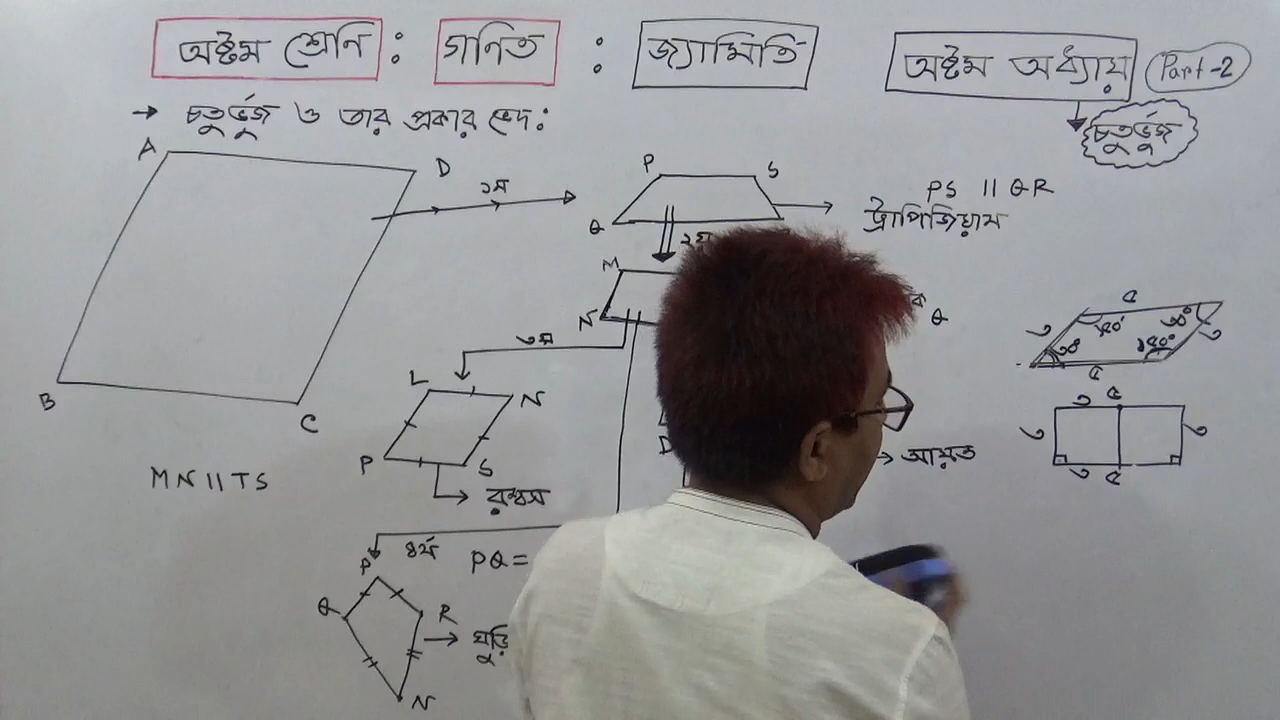 অষ্টম শ্রেনি : গনিত : জ্যামিতি অষ্টম অধ্যায় Part-2
→ চতুর্ভূজ ও তার প্রকার ভেদ: চতুর্ভূজ
A D ১ম P S PS || QR
Q ট্রাপিজিয়াম
২য়
M ক
N Q
৩য়
L N
B C P S
MN || TS রম্বস D আয়ত
৪র্থ PQ =
P
Q R ঘুড়ি
N